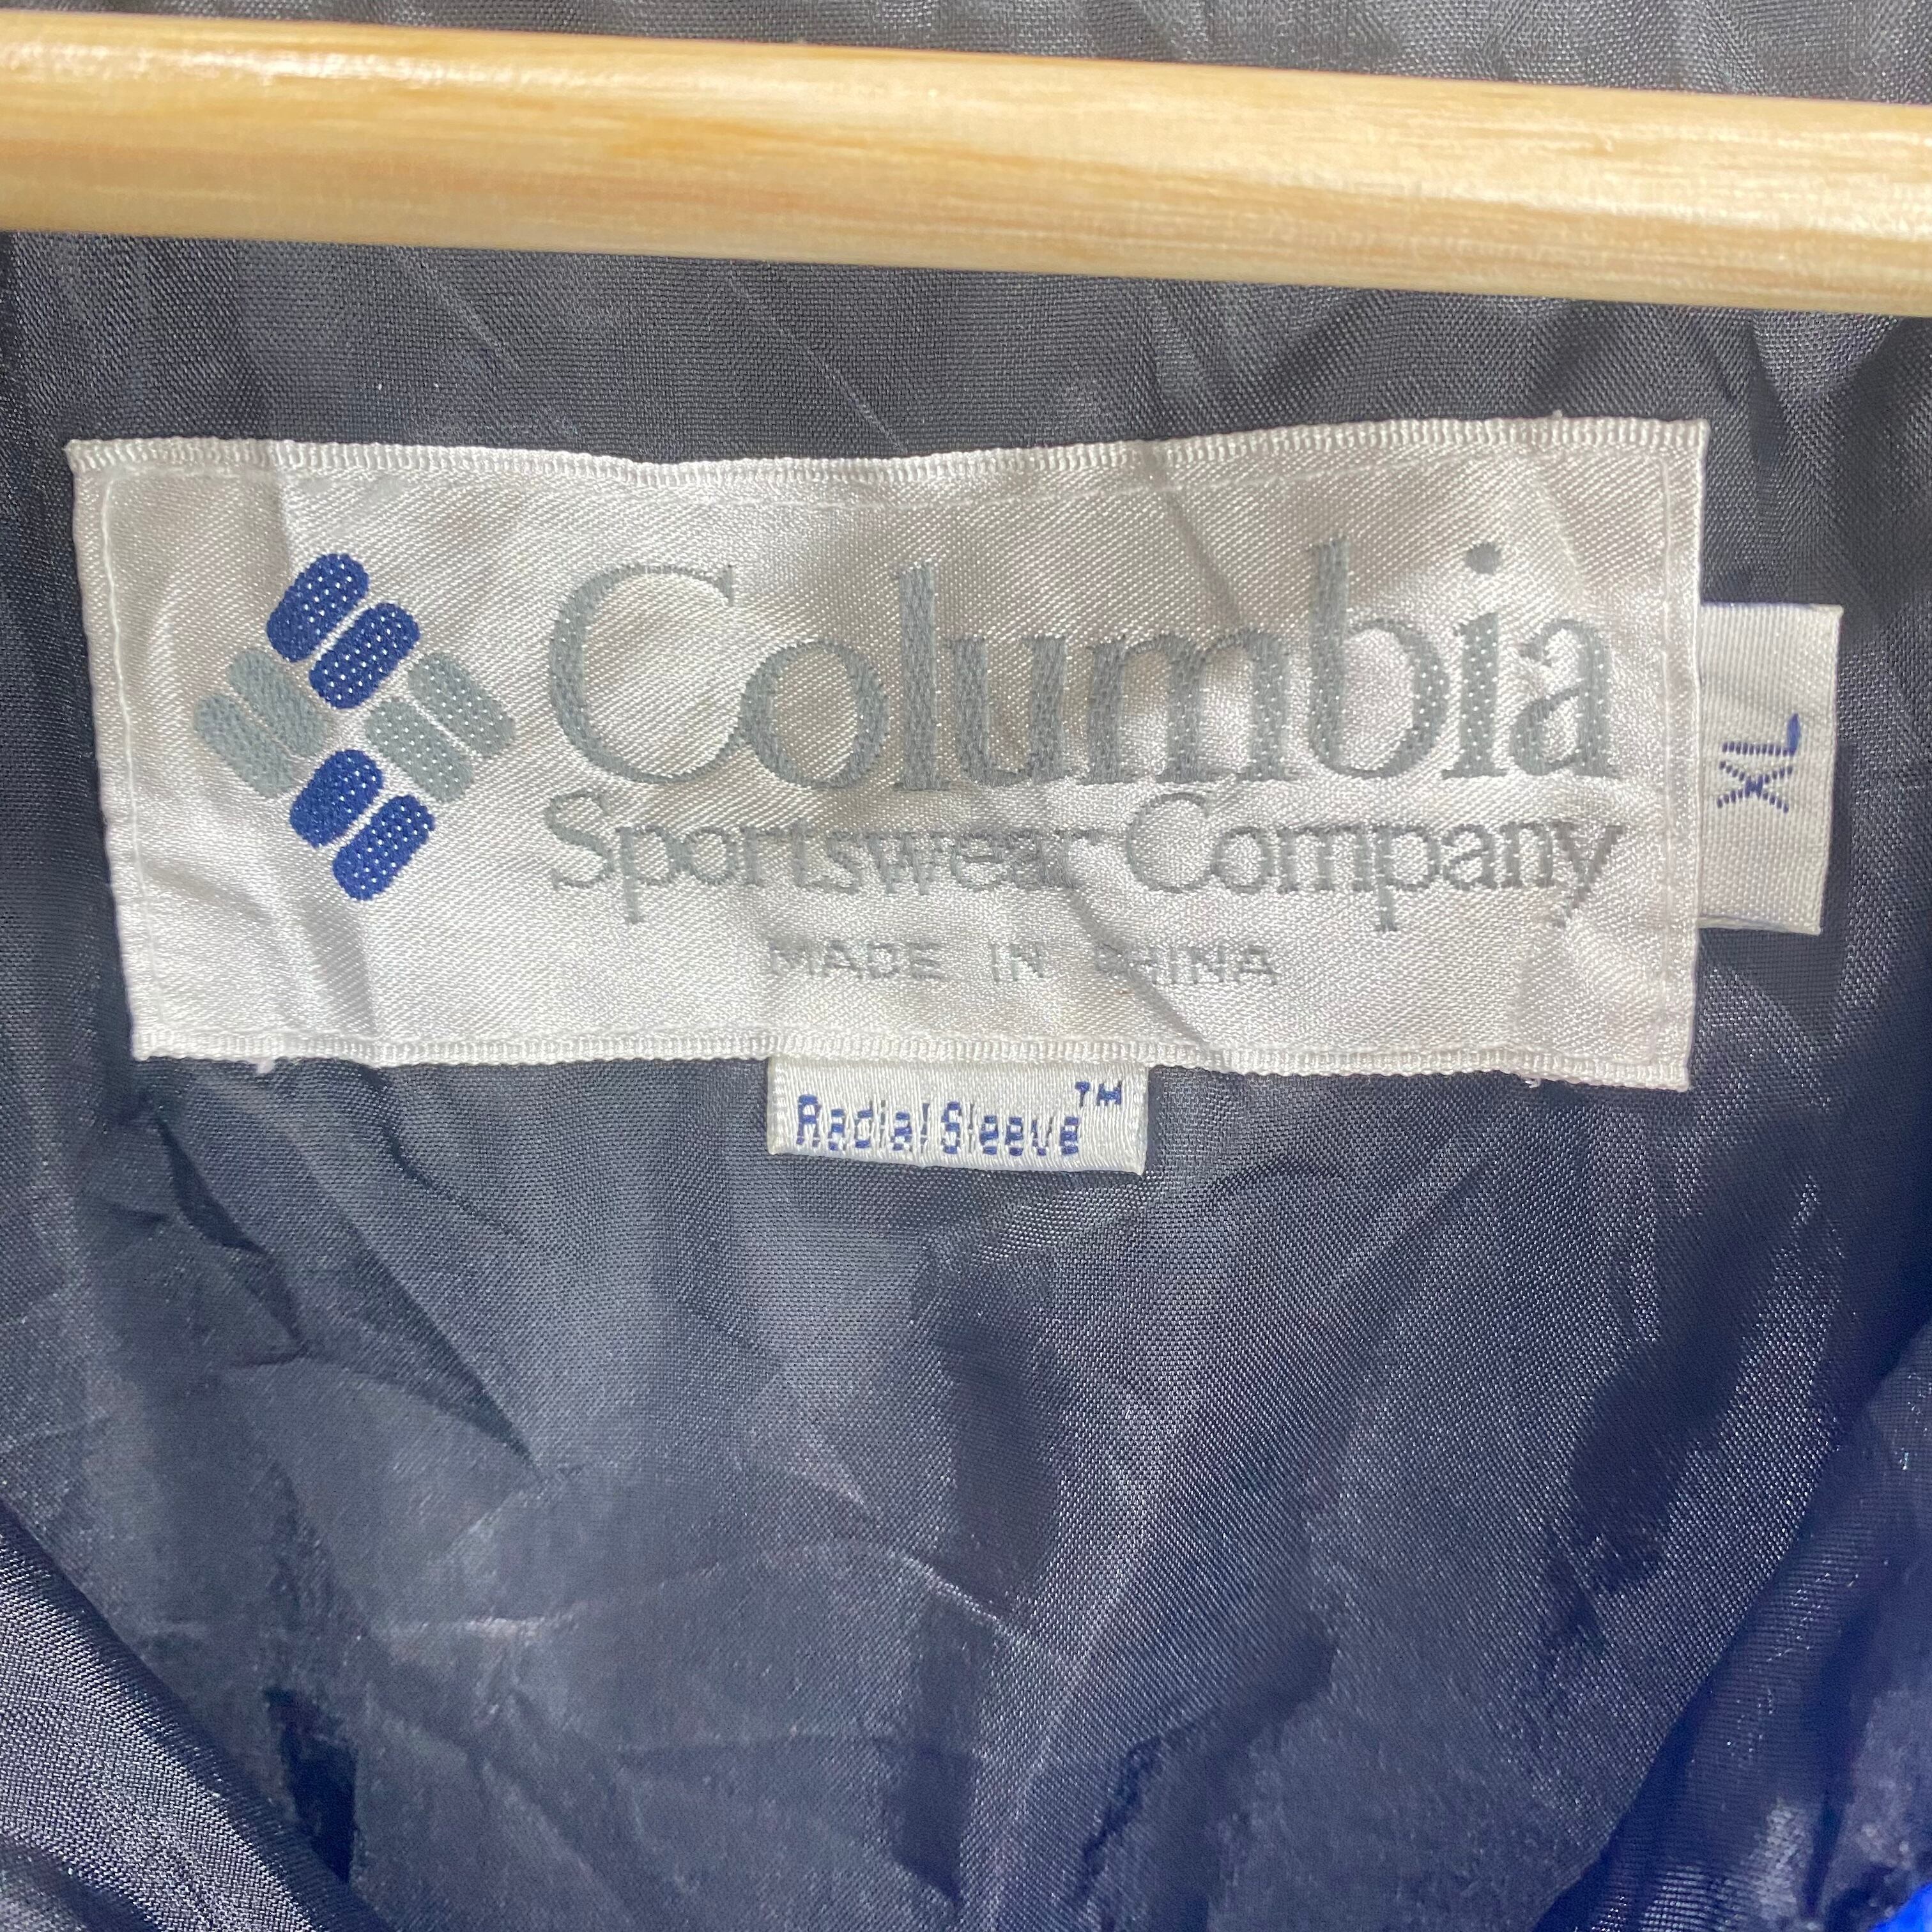 Columbia
Sportswear Company
MADE IN CHINA
XL
Radial Sleeve™